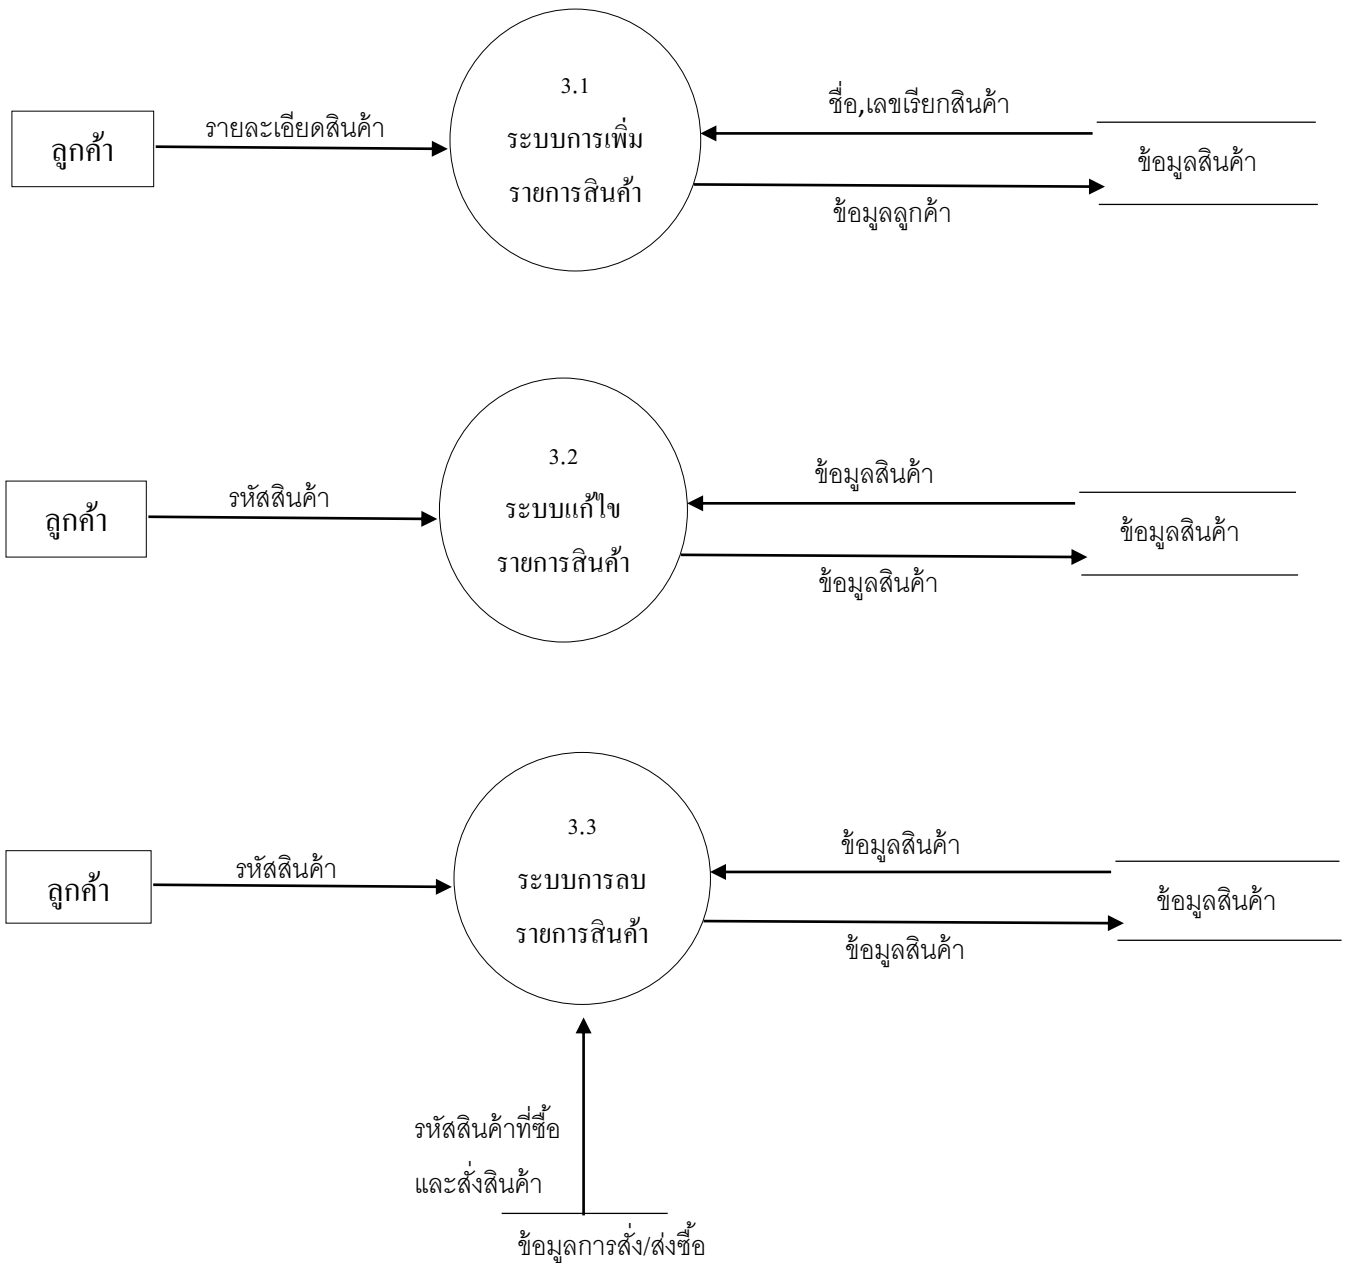 3.1
ระบบการเพิ่ม
รายการสินค้า
ลูกค้า
รายละเอียดสินค้า
ชื่อ,เลขเรียกสินค้า
ข้อมูลสินค้า
ข้อมูลลูกค้า
3.2
ระบบแก้ไข
รายการสินค้า
ลูกค้า
รหัสสินค้า
ข้อมูลสินค้า
ข้อมูลสินค้า
ข้อมูลสินค้า
3.3
ระบบการลบ
รายการสินค้า
ลูกค้า
รหัสสินค้า
ข้อมูลสินค้า
ข้อมูลสินค้า
ข้อมูลสินค้า
รหัสสินค้าที่ซื้อ
และสั่งสินค้า
ข้อมูลการสั่ง/ส่งซื้อ